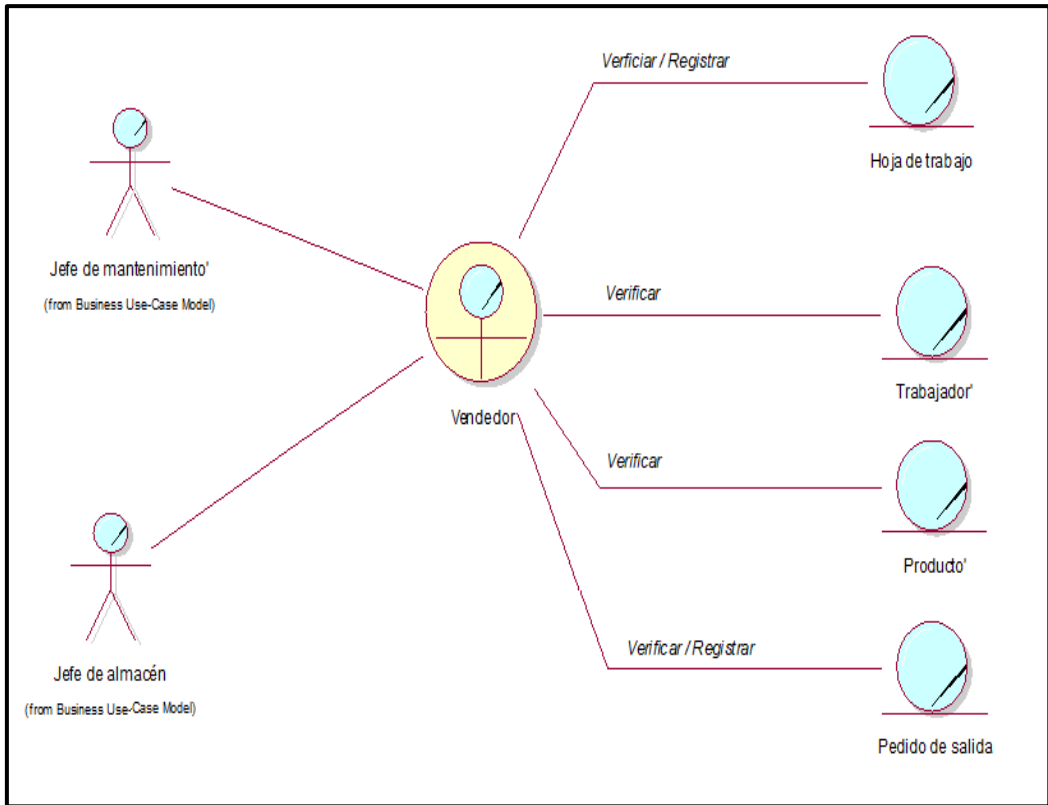 Verficiar / Registrar
Hoja de trabajo
Jefe de mantenimiento'
(from Business Use-Case Model)
Verificar
Trabajador'
Vendedor
Verificar
Producto'
Jefe de almacén
(from Business Use-Case Model)
Verificar / Registrar
Pedido de salida